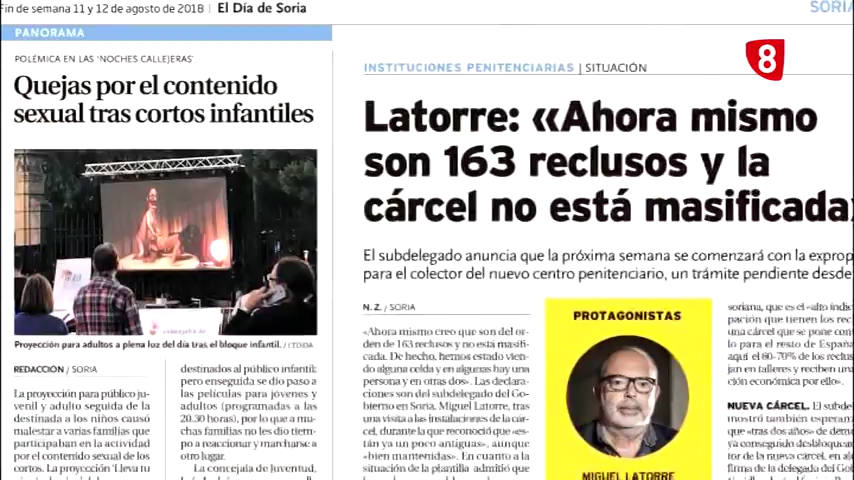 Fin de semana 11 y 12 de agosto de 2018 | El Día de Soria
SORIA
PANORAMA
POLÉMICA EN LAS 'NOCHES CALLEJERAS'
Quejas por el contenido
sexual tras cortos infantiles
Proyección para adultos a plena luz del día tras el bloque infantil. / E.T.OIDA
REDACCIÓN / SORIA
La proyección para público ju-
venil y adulto seguida de la
destinada a los niños causó
malestar a varias familias que
participaban en la actividad
por el contenido sexual de los
cortos. La proyección 'Lleva tu
destinados al público infantil;
pero enseguida se dio paso a
las películas para jóvenes y
adultos (programadas a las
20.30 horas), por lo que a mu-
chas familias no les dio tiem-
po a reaccionar y marcharse a
otro lugar.
La concejala de Juventud,
8
INSTITUCIONES PENITENCIARIAS | SITUACIÓN
Latorre: «Ahora mismo
son 163 reclusos y la
cárcel no está masificada»
El subdelegado anuncia que la próxima semana se comenzará con la exprop
para el colector del nuevo centro penitenciario, un trámite pendiente desde
N. Z. / SORIA
«Ahora mismo creo que son del or-
den de 163 reclusos y no está masi-
ficada. De hecho, hemos estado vien-
do alguna celda y en algunas hay una
persona y en otras dos». Las declara-
ciones son del subdelegado del Go-
bierno en Soria, Miguel Latorre, tras
una visita a las instalaciones de la cár-
cel, durante la que reconoció que «es-
tán ya un poco antiguas», aunque
«bien mantenidas». En cuanto a la
situación de la plantilla admitió que
PROTAGONISTAS
MIGUEL LATORRE
soriana, que es el «alto índic
pación que tienen los rec
una cárcel que se pone con
lo para el resto de España
aquí el 60-70% de los reclus
jan en talleres y reciben una
ción económica por ello».
NUEVA CÁRCEL. El subde
mostró también esperan
que «tras dos años» de
ya conseguido desbloquea
tor de la nueva cárcel, en al
firma de la delegada del Go